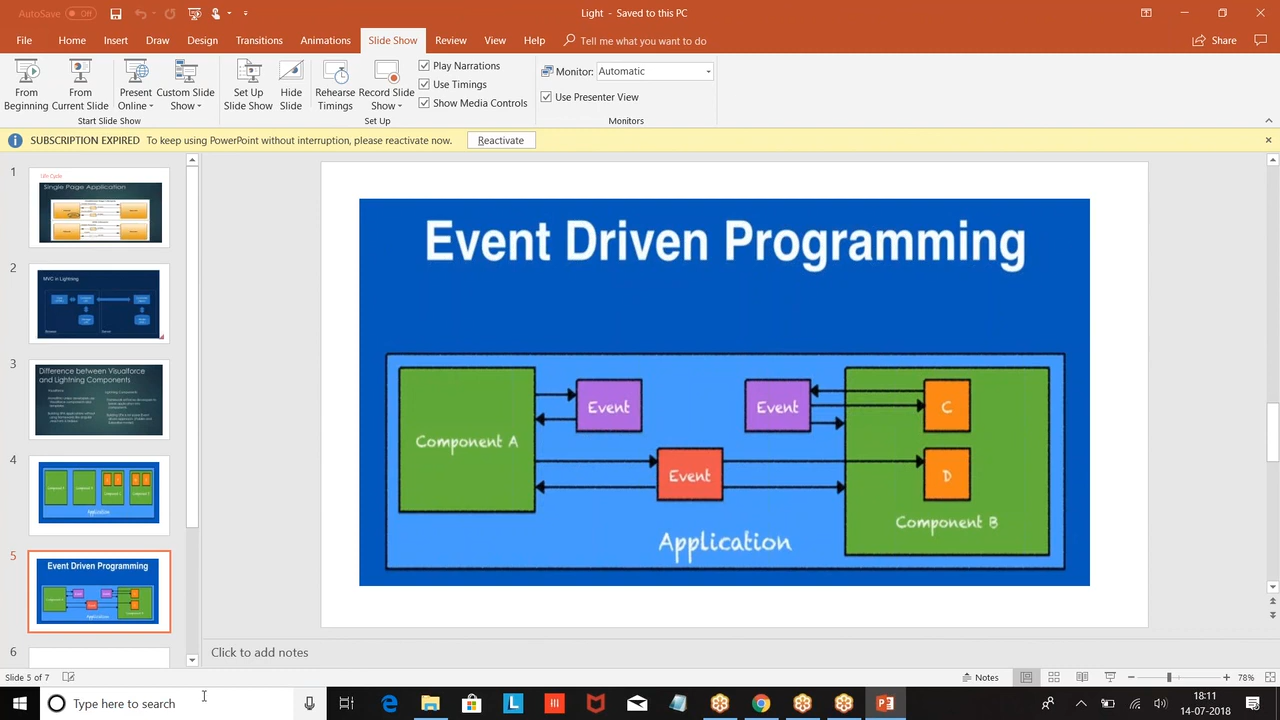 AutoSave Off
Light - Saved to this PC
File Home Insert Draw Design Transitions Animations Slide Show Review View Help Tell me what you want to do Share
From Beginning
From Current Slide
Present Online
Custom Slide Show
Set Up Slide Show
Hide Slide
Rehearse Timings
Record Slide Show
Play Narrations
Use Timings
Show Media Controls
Monitor: Automatic
Use Presenter View
Start Slide Show
Set Up
Monitors
SUBSCRIPTION EXPIRED To keep using PowerPoint without interruption, please reactivate now. Reactivate
1
Life Cycle
Single Page Application
2
MVC in Lightning
3
Difference between Visualforce
and Lightning Components
4
Application
5
Event Driven Programming
Application
6
Event Driven Programming
Component A
Event
Event
C
Event
D
Component B
Application
Click to add notes
Slide 5 of 7
Notes
78%
Type here to search
18:11
14-07-2018